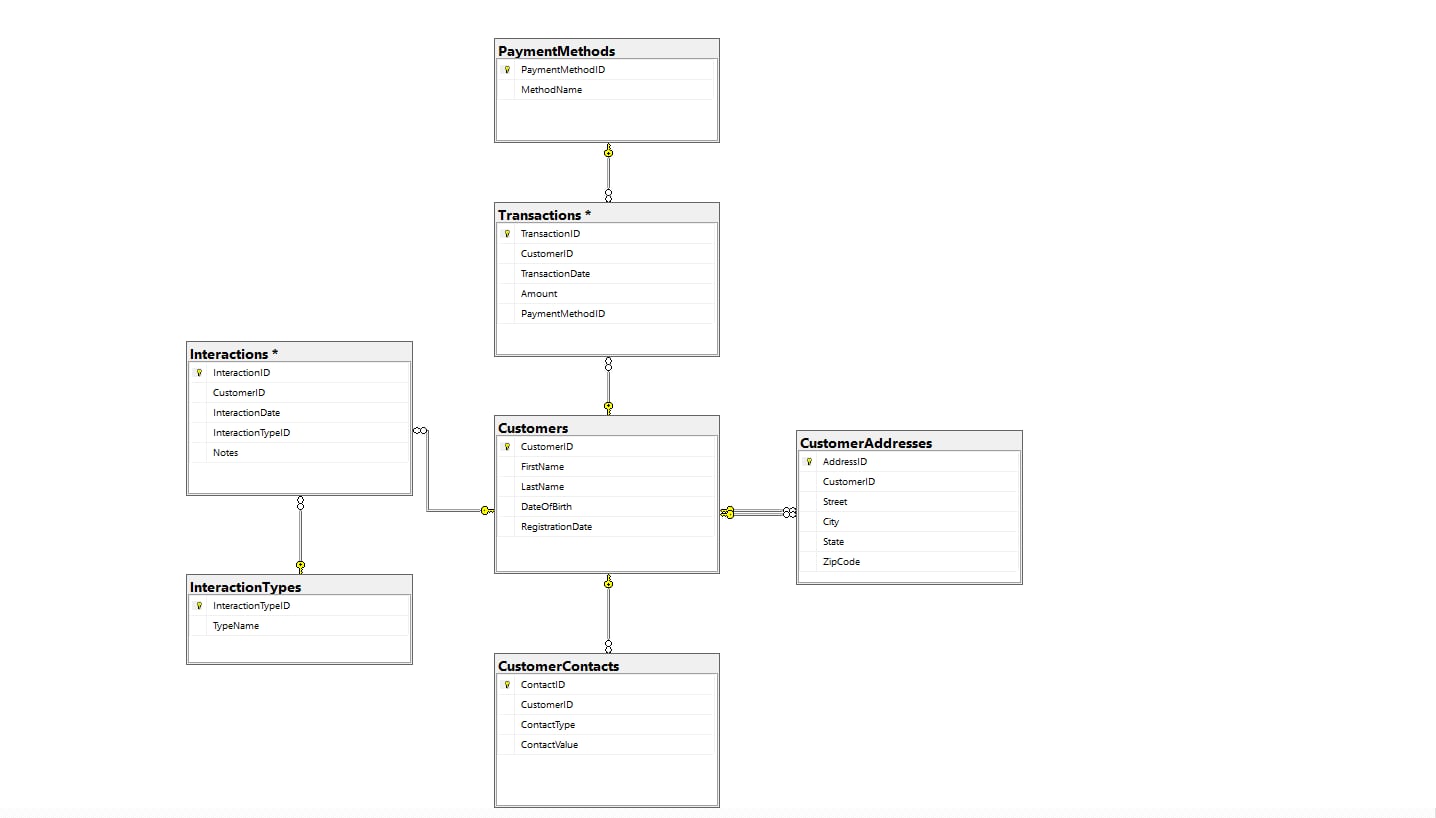 PaymentMethods
PaymentMethodID
MethodName
Transactions *
TransactionID
CustomerID
TransactionDate
Amount
PaymentMethodID
Interactions *
InteractionID
CustomerID
InteractionDate
InteractionTypeID
Notes
Customers
CustomerID
FirstName
LastName
DateOfBirth
RegistrationDate
CustomerAddresses
AddressID
CustomerID
Street
City
State
ZipCode
InteractionTypes
InteractionTypeID
TypeName
CustomerContacts
ContactID
CustomerID
ContactType
ContactValue